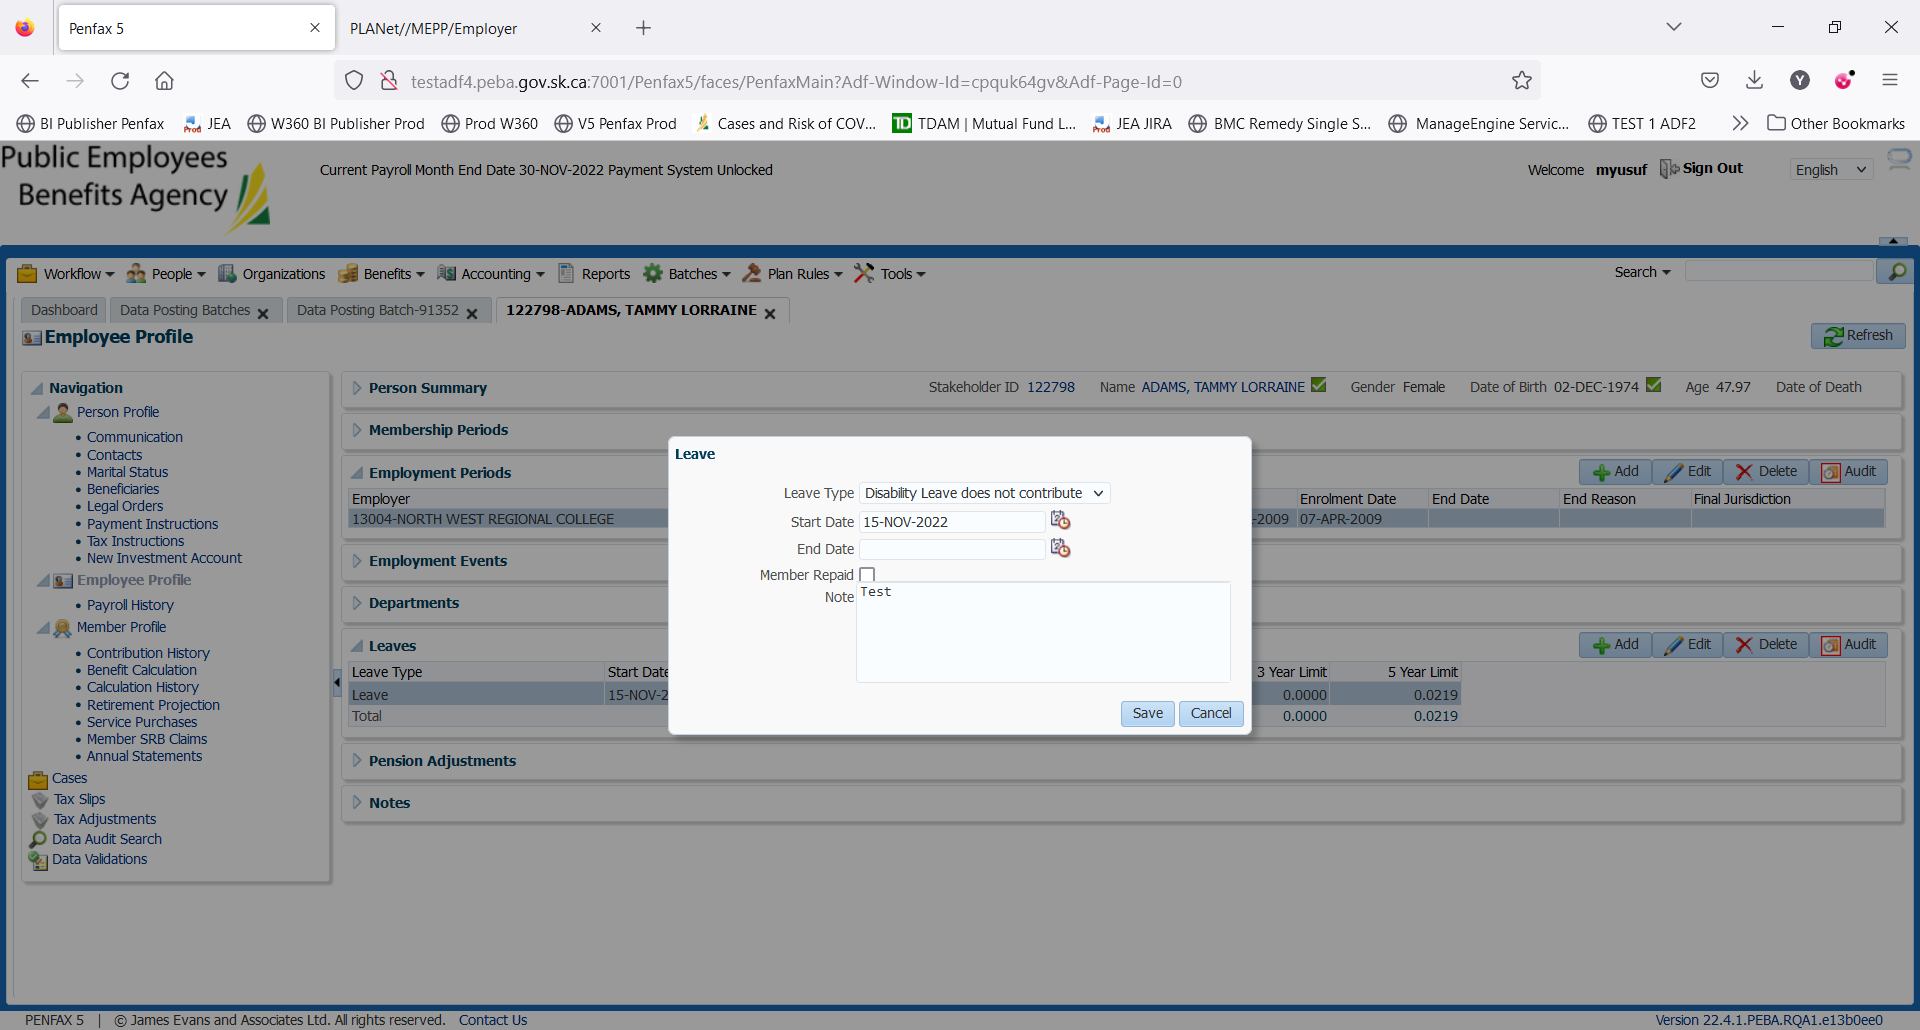 Penfax 5
PLANet//MEPP/Employer
testadf4.peba.gov.sk.ca:7001/Penfax5/faces/PenfaxMain?Adf-Window-Id=cpquk64gv&Adf-Page-Id=0
BI Publisher Penfax JEA W360 BI Publisher Prod Prod W360 V5 Penfax Prod Cases and Risk of COV... TDAM | Mutual Fund L... JEA JIRA BMC Remedy Single S... ManageEngine Servic... TEST 1 ADF2 Other Bookmarks
Public Employees
Benefits Agency
Current Payroll Month End Date 30-NOV-2022 Payment System Unlocked
Welcome myusuf Sign Out English
Workflow People Organizations Benefits Accounting Reports Batches Plan Rules Tools Search
Dashboard Data Posting Batches Data Posting Batch-91352 122798-ADAMS, TAMMY LORRAINE
Employee Profile
Refresh
Navigation
Person Profile
Communication
Contacts
Marital Status
Beneficiaries
Legal Orders
Payment Instructions
Tax Instructions
New Investment Account
Employee Profile
Payroll History
Member Profile
Contribution History
Benefit Calculation
Calculation History
Retirement Projection
Service Purchases
Member SRB Claims
Annual Statements
Cases
Tax Slips
Tax Adjustments
Data Audit Search
Data Validations
Person Summary Stakeholder ID 122798 Name ADAMS, TAMMY LORRAINE Gender Female Date of Birth 02-DEC-1974 Age 47.97 Date of Death
Membership Periods
Employment Periods Add Edit Delete Audit
Employer Enrolment Date End Date End Reason Final Jurisdiction
13004-NORTH WEST REGIONAL COLLEGE -2009 07-APR-2009
Employment Events
Departments
Leaves Add Edit Delete Audit
Leave Type Start Date 3 Year Limit 5 Year Limit
Leave 15-NOV-2 0.0000 0.0219
Total 0.0000 0.0219
Pension Adjustments
Notes
Leave
Leave Type Disability Leave does not contribute
Start Date 15-NOV-2022
End Date
Member Repaid
Note Test
Save Cancel
PENFAX 5 | © James Evans and Associates Ltd. All rights reserved. Contact Us
Version 22.4.1.PEBA.RQA1.e13b0ee0